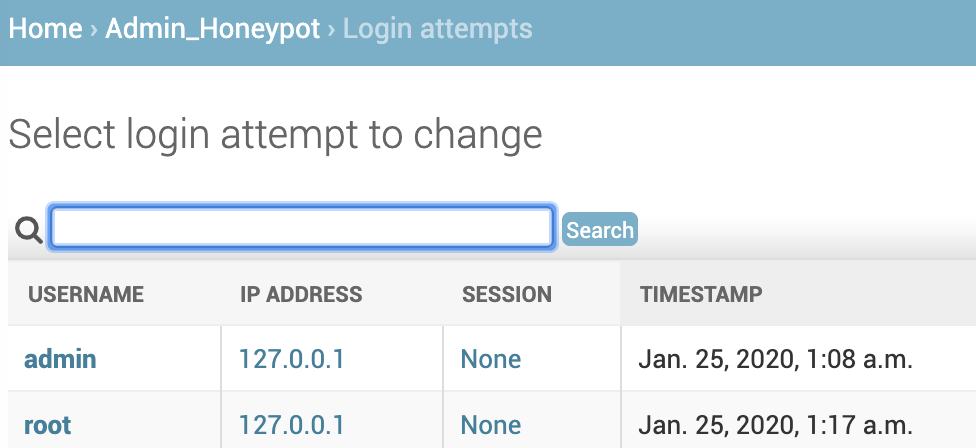 Home › Admin_Honeypot › Login attempts
Select login attempt to change
Search
USERNAME IP ADDRESS SESSION TIMESTAMP
admin 127.0.0.1 None Jan. 25, 2020, 1:08 a.m.
root 127.0.0.1 None Jan. 25, 2020, 1:17 a.m.